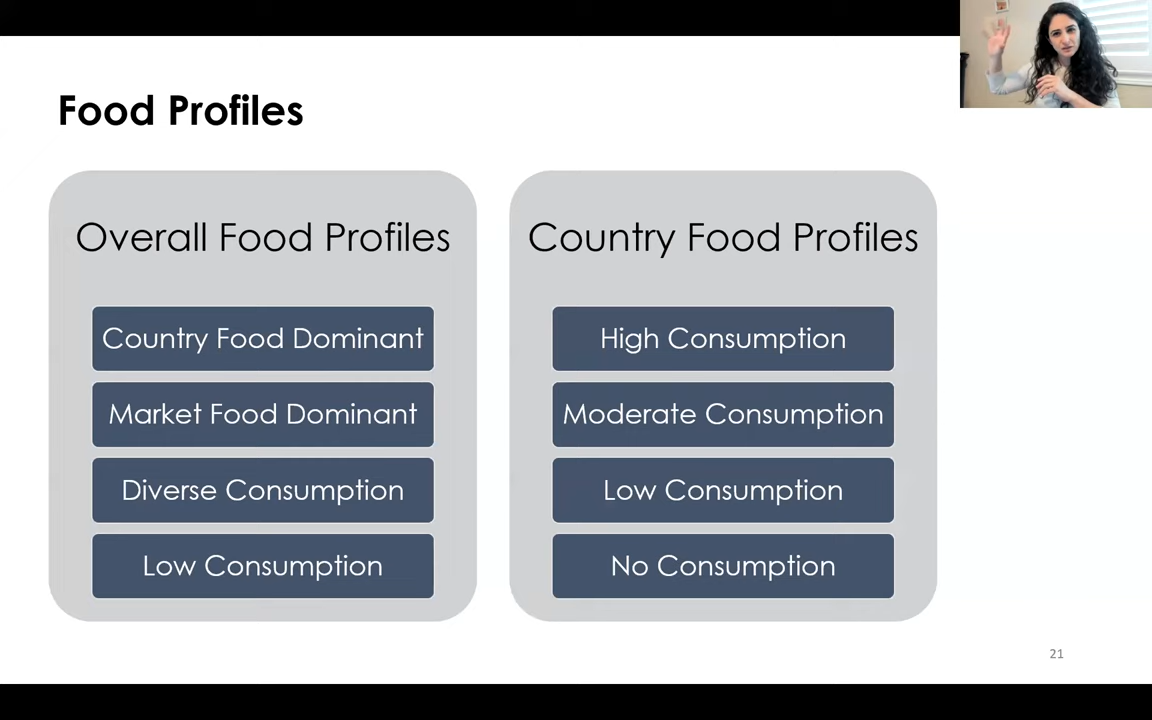 Food Profiles
Overall Food Profiles
Country Food Dominant
Market Food Dominant
Diverse Consumption
Low Consumption
Country Food Profiles
High Consumption
Moderate Consumption
Low Consumption
No Consumption
21